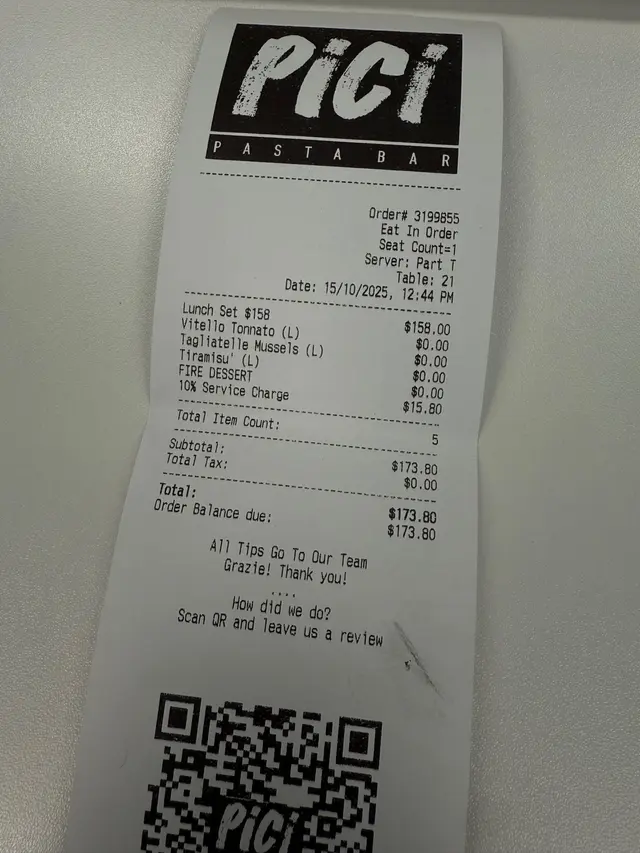 PiCi
PASTA BAR
Order# 3199855
Eat In Order
Seat Count=1
Server: Part T
Table: 21
Date: 15/10/2025, 12:44 PM
Lunch Set $158 $158.00
Vitello Tonnato (L) $0.00
Tagliatelle Mussels (L) $0.00
Tiramisu' (L) $0.00
FIRE DESSERT $0.00
10% Service Charge $15.80
Total Item Count: 5
Subtotal: $173.80
Total Tax: $0.00
Total: $173.80
Order Balance due: $173.80
All Tips Go To Our Team
Grazie! Thank you!
....
How did we do?
Scan QR and leave us a review
PiCi